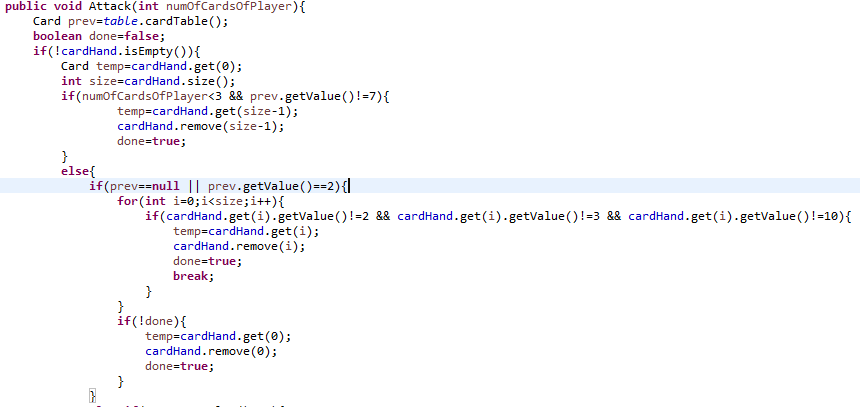 public void Attack(int numOfCardsOfPlayer){
Card prev=table.cardTable();
boolean done=false;
if(!cardHand.isEmpty()){
Card temp=cardHand.get(0);
int size=cardHand.size();
if(numOfCardsOfPlayer<3 && prev.getValue()!=7){
temp=cardHand.get(size-1);
cardHand.remove(size-1);
done=true;
}
else{
if(prev==null || prev.getValue()==2){
for(int i=0;i<size;i++){
if(cardHand.get(i).getValue()!=2 && cardHand.get(i).getValue()!=3 && cardHand.get(i).getValue()!=10){
temp=cardHand.get(i);
cardHand.remove(i);
done=true;
break;
}
}
if(!done){
temp=cardHand.get(0);
cardHand.remove(0);
done=true;
}
}